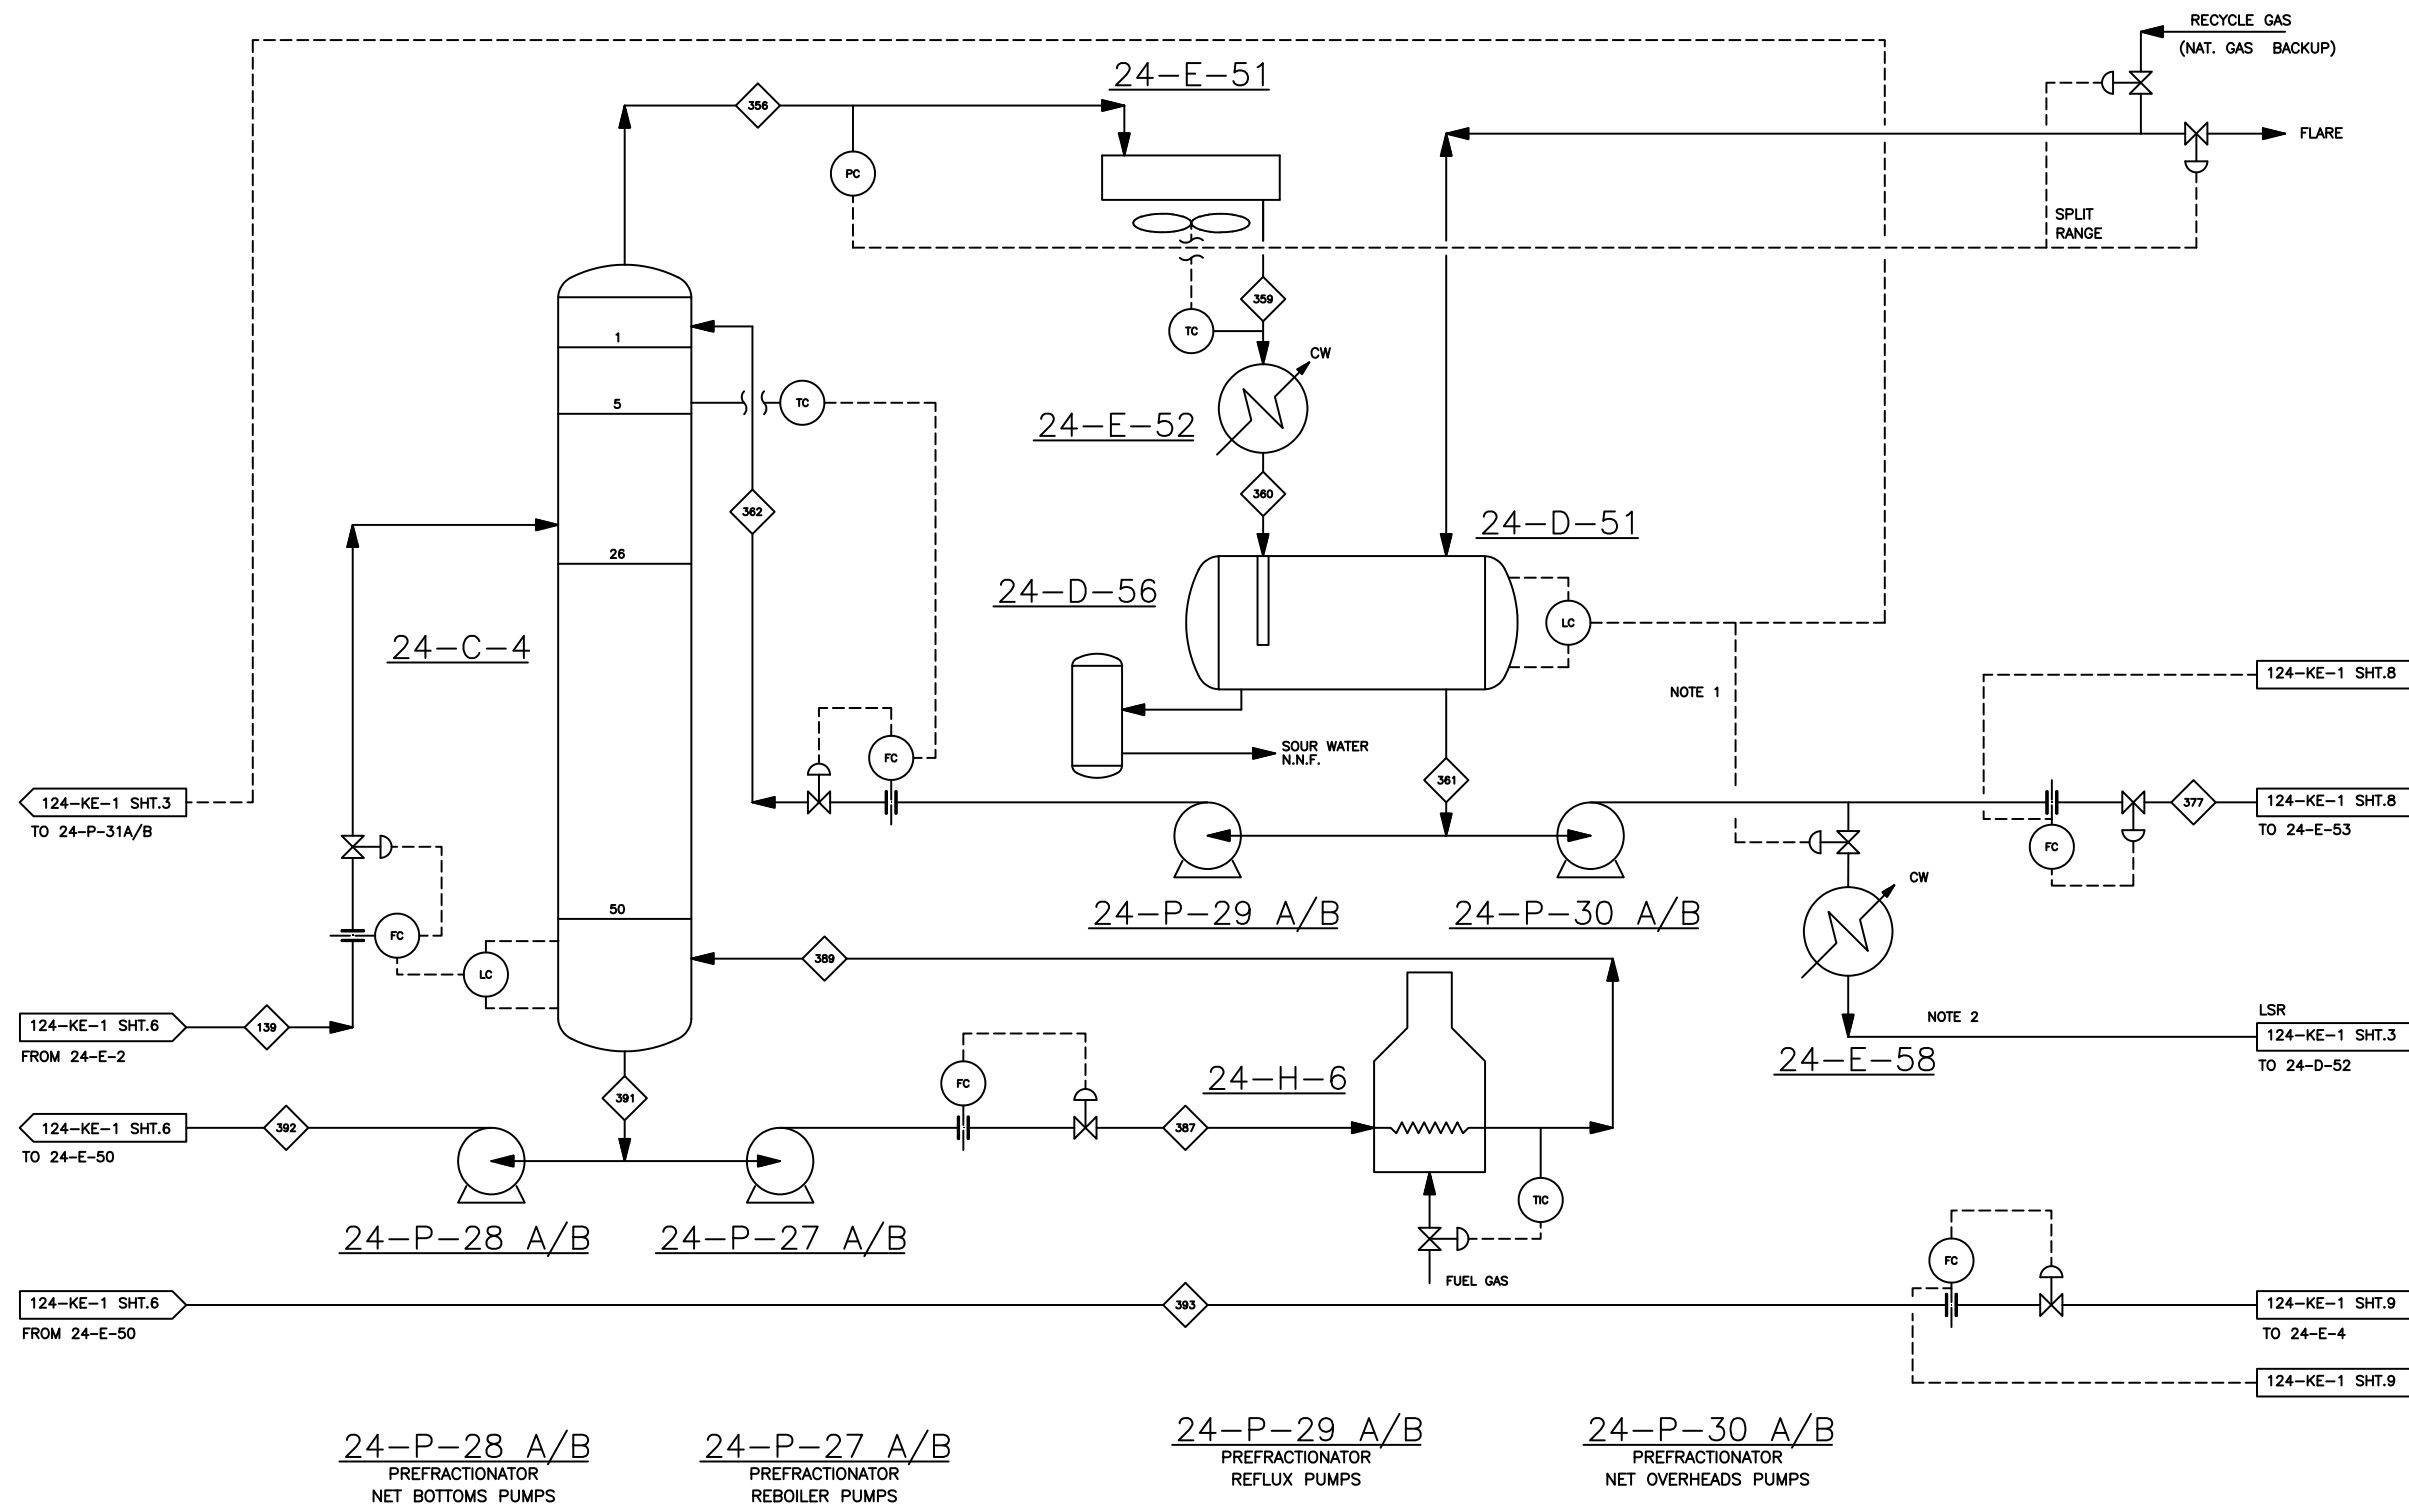 RECYCLE GAS
(NAT. GAS BACKUP)
24-E-51
356
FLARE
PC
SPLIT
RANGE
359
1
TC
CW
5
TC
24-E-52
360
362
24-D-51
26
24-D-56
LC
24-C-4
124-KE-1 SHT.8
NOTE 1
SOUR WATER
N.N.F.
FC
361
124-KE-1 SHT.3
TO 24-P-31A/B
377
124-KE-1 SHT.8
TO 24-E-53
FC
CW
50
24-P-29 A/B
24-P-30 A/B
FC
389
LC
124-KE-1 SHT.6
FROM 24-E-2
139
NOTE 2
LSR
124-KE-1 SHT.3
TO 24-D-52
24-E-58
FC
24-H-6
391
124-KE-1 SHT.6
TO 24-E-50
392
387
TIC
24-P-28 A/B
24-P-27 A/B
FC
FUEL GAS
124-KE-1 SHT.6
FROM 24-E-50
393
124-KE-1 SHT.9
TO 24-E-4
124-KE-1 SHT.9
24-P-28 A/B
PREFRACTIONATOR
NET BOTTOMS PUMPS
24-P-27 A/B
PREFRACTIONATOR
REBOILER PUMPS
24-P-29 A/B
PREFRACTIONATOR
REFLUX PUMPS
24-P-30 A/B
PREFRACTIONATOR
NET OVERHEADS PUMPS